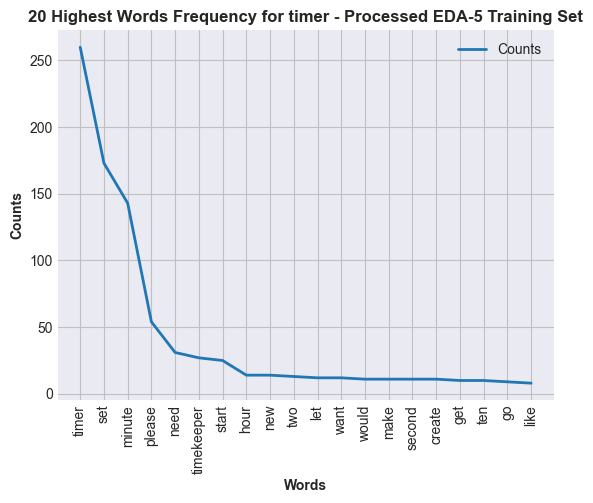 20 Highest Words Frequency for timer - Processed EDA-5 Training Set
Counts
250
200
150
100
50
0
Counts
timer
set
minute
please
need
timekeeper
start
hour
new
two
let
want
would
make
second
create
get
ten
go
like
Words